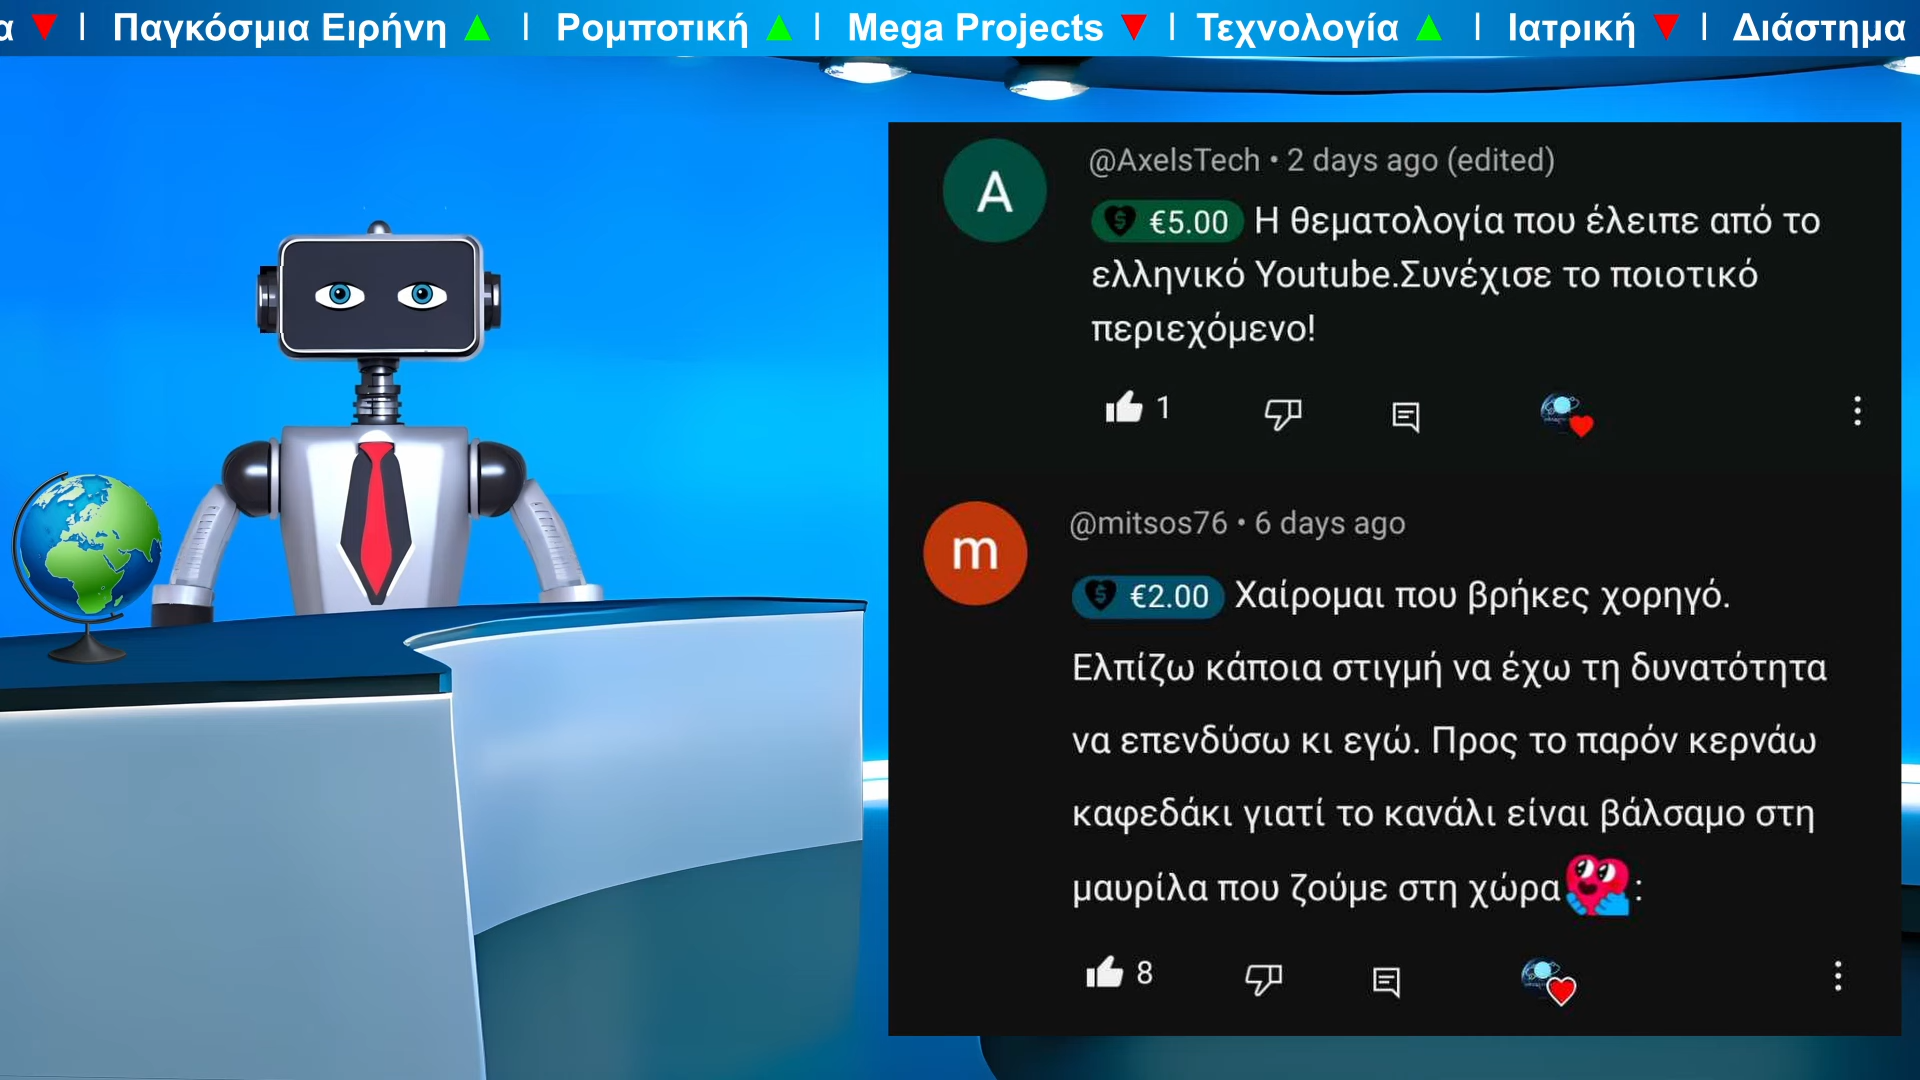 α ▼ | Παγκόσμια Ειρήνη ▲ | Ρομποτική ▲ | Mega Projects ▼ | Τεχνολογία ▲ | Ιατρική ▼ | Διάστημα
A
@AxelsTech • 2 days ago (edited)
€5.00 Η θεματολογία που έλειπε από το
ελληνικό Youtube.Συνέχισε το ποιοτικό
περιεχόμενο!
1
m
@mitsos76 • 6 days ago
€2.00 Χαίρομαι που βρήκες χορηγό.
Ελπίζω κάποια στιγμή να έχω τη δυνατότητα
να επενδύσω κι εγώ. Προς το παρόν κερνάω
καφεδάκι γιατί το κανάλι είναι βάλσαμο στη
μαυρίλα που ζούμε στη χώρα :
8